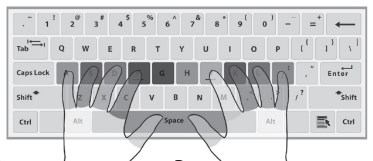 . ~ 1 ! 2 @ 3 # 4 $ 5 % 6 ^ 7 & 8 * 9 ( 0 ) - _ = + 
Tab Q W E R T Y U I O P [ { ] } \ |
Caps Lock A S D _ G H _ : , " Enter
Shift Z X C V B N M / ? Shift
Ctrl Alt Space Alt Ctrl